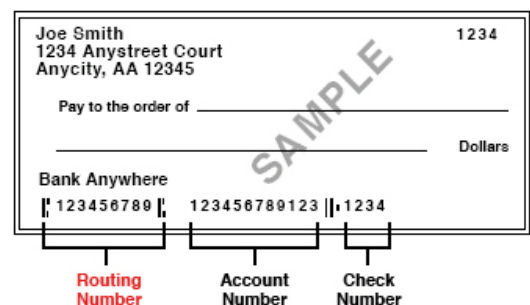 Joe Smith 1234
1234 Anystreet Court
Anycity, AA 12345
SAMPLE
Pay to the order of
Dollars
Bank Anywhere
⑆123456789⑆ 123456789123⑈1234
Routing Account Check
Number Number Number